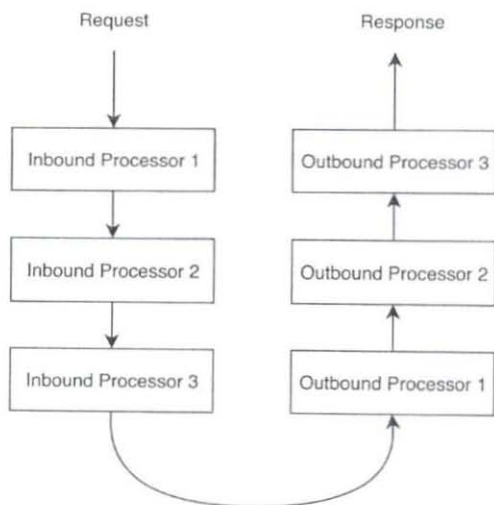 Request
Response
Inbound Processor 1
Outbound Processor 3
Inbound Processor 2
Outbound Processor 2
Inbound Processor 3
Outbound Processor 1